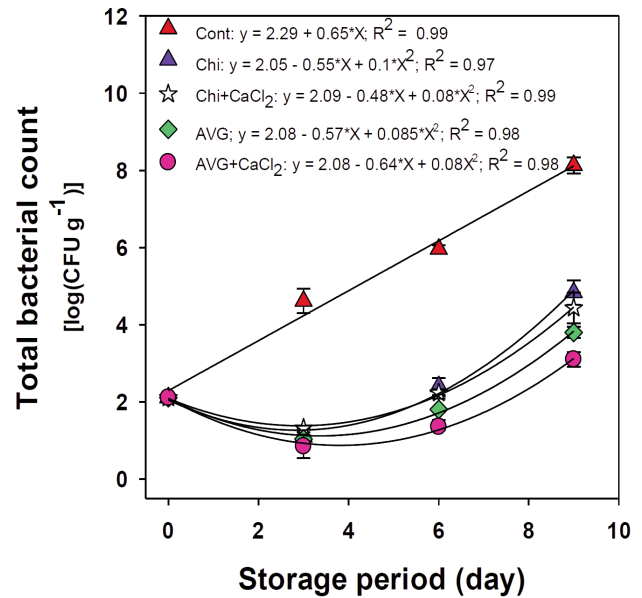 Total bacterial count
[log(CFU g⁻¹)]
12
10
8
6
4
2
0
Cont: y = 2.29 + 0.65*X; R² = 0.99
Chi: y = 2.05 - 0.55*X + 0.1*X²; R² = 0.97
Chi+CaCl₂: y = 2.09 - 0.48*X + 0.08*X²; R² = 0.99
AVG; y = 2.08 - 0.57*X + 0.085*X²; R² = 0.98
AVG+CaCl₂: y = 2.08 - 0.64*X + 0.08X²; R² = 0.98
0 2 4 6 8 10
Storage period (day)